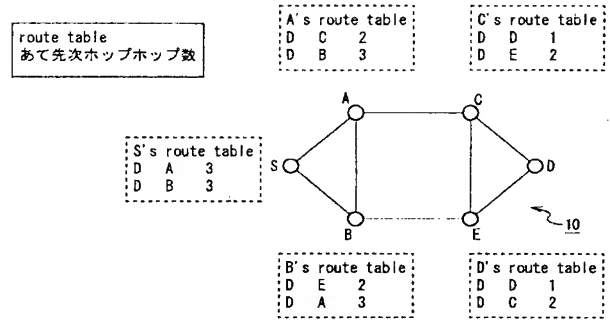 route table
あて先次ホップホップ数
A's route table
D C 2
D B 3
C's route table
D D 1
D E 2
A
C
S's route table
D A 3
D B 3
S
D
B
E
10
B's route table
D E 2
D A 3
D's route table
D D 1
D C 2